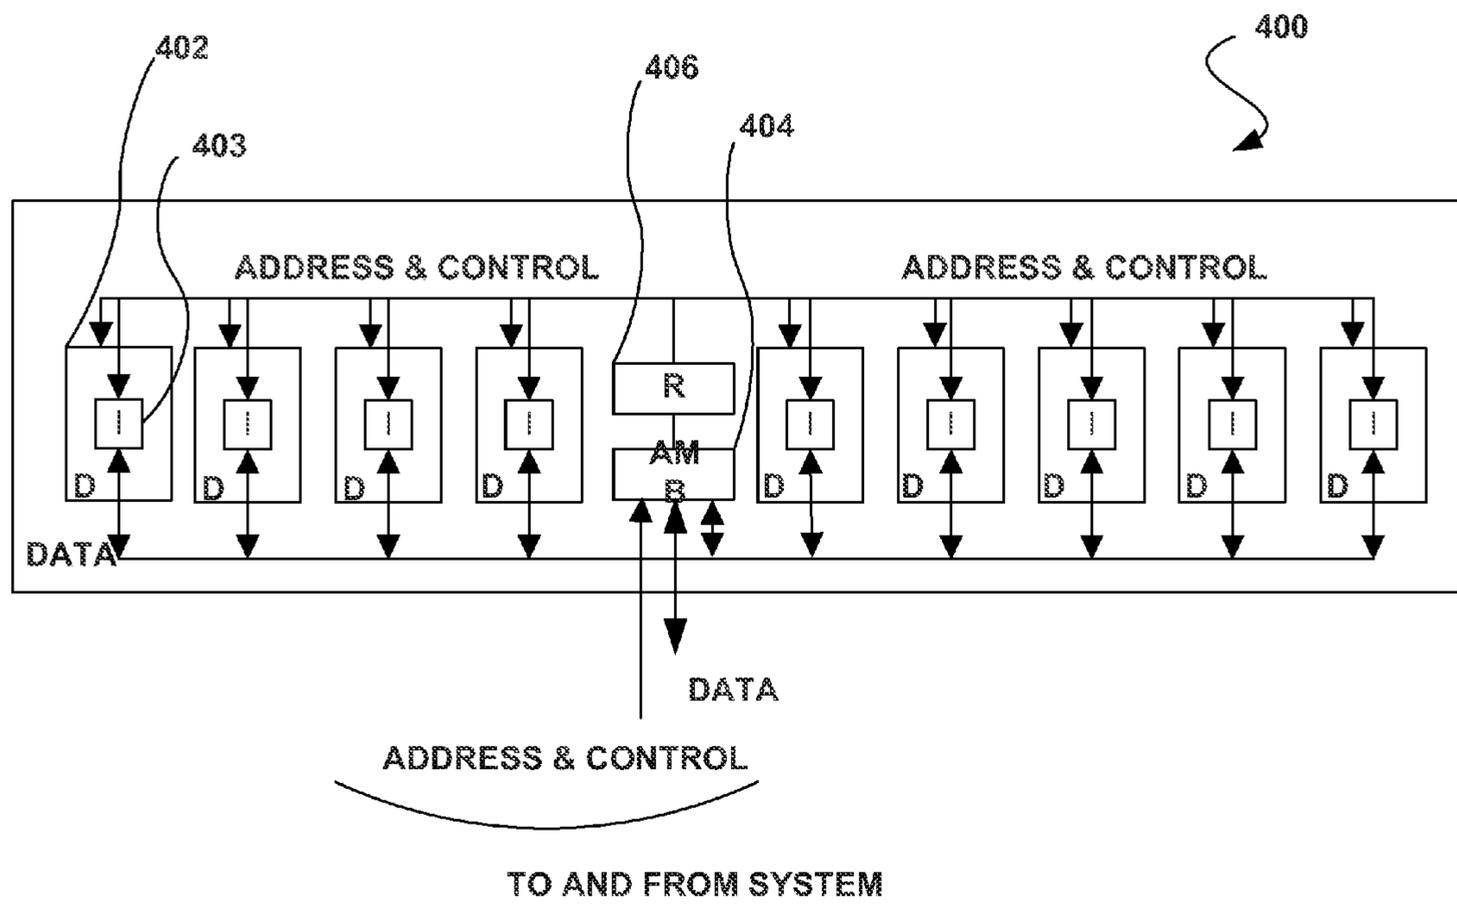 400
402
406
404
403
ADDRESS & CONTROL ADDRESS & CONTROL
R
I I I I I I I I I
AM
B
D D D D D D D D D
DATA
DATA
ADDRESS & CONTROL
TO AND FROM SYSTEM